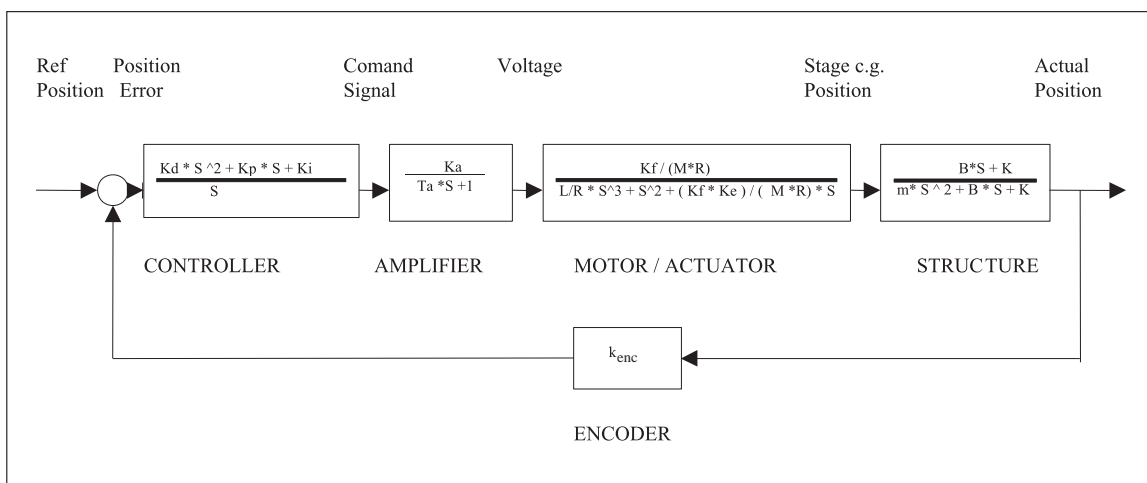 Ref Position
Position Error
Comand Signal
Voltage
Stage c.g. Position
Actual Position
Kd * S ^2 + Kp * S + Ki
S
Ka
Ta *S +1
Kf / (M*R)
L/R * S^3 + S^2 + ( Kf * Ke ) / ( M *R) * S
B*S + K
m* S ^ 2 + B * S + K
CONTROLLER
AMPLIFIER
MOTOR / ACTUATOR
STRUCTURE
kenc
ENCODER